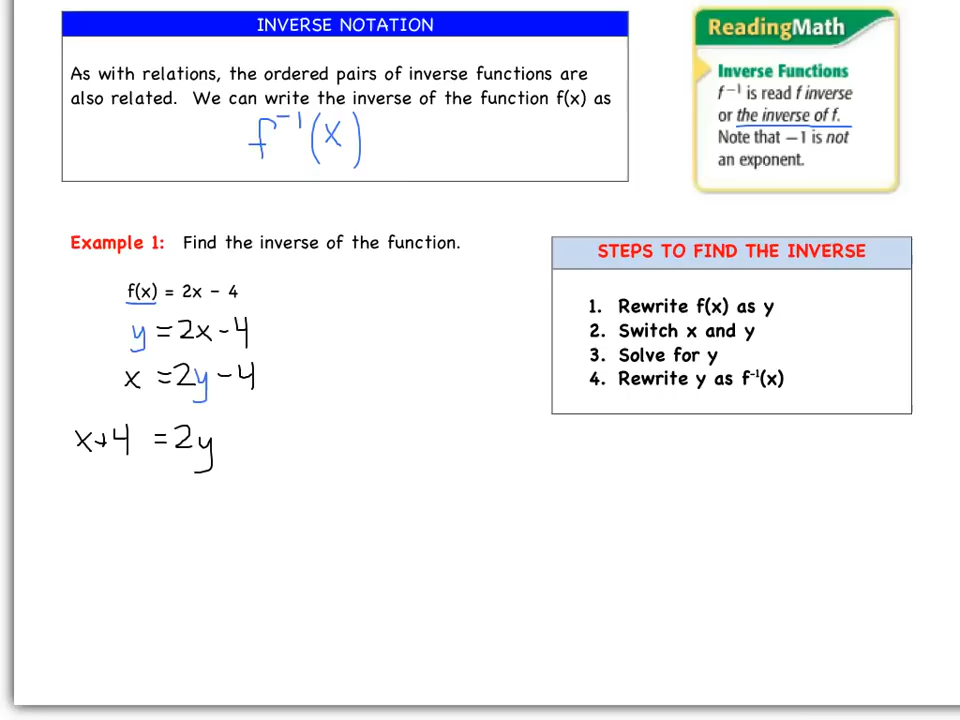 INVERSE NOTATION
As with relations, the ordered pairs of inverse functions are
also related. We can write the inverse of the function f(x) as
f⁻¹(x)
ReadingMath
Inverse Functions
f⁻¹ is read f inverse
or the inverse of f.
Note that −1 is not
an exponent.
Example 1: Find the inverse of the function.
f(x) = 2x − 4
y = 2x - 4
x = 2y - 4
x+4 = 2y
STEPS TO FIND THE INVERSE
1. Rewrite f(x) as y
2. Switch x and y
3. Solve for y
4. Rewrite y as f⁻¹(x)